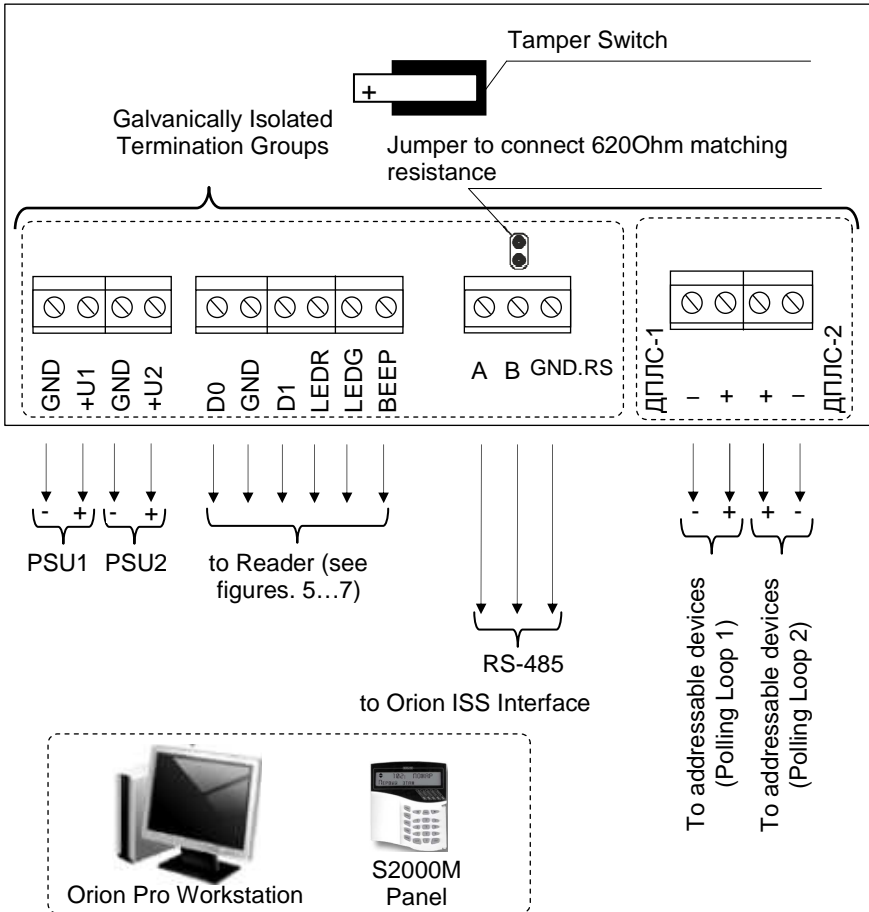 Tamper Switch
+
Galvanically Isolated
Termination Groups
Jumper to connect 620Ohm matching
resistance
GND
+U1
GND
+U2
D0
GND
D1
LEDR
LEDG
BEEP
A B GND.RS
ДПЛС-1
– + + –
ДПЛС-2
- + - +
PSU1 PSU2
to Reader (see
figures. 5…7)
- + + -
RS-485
to Orion ISS Interface
To addressable devices
(Polling Loop 1)
To addressable devices
(Polling Loop 2)
Orion Pro Workstation
S2000M
Panel